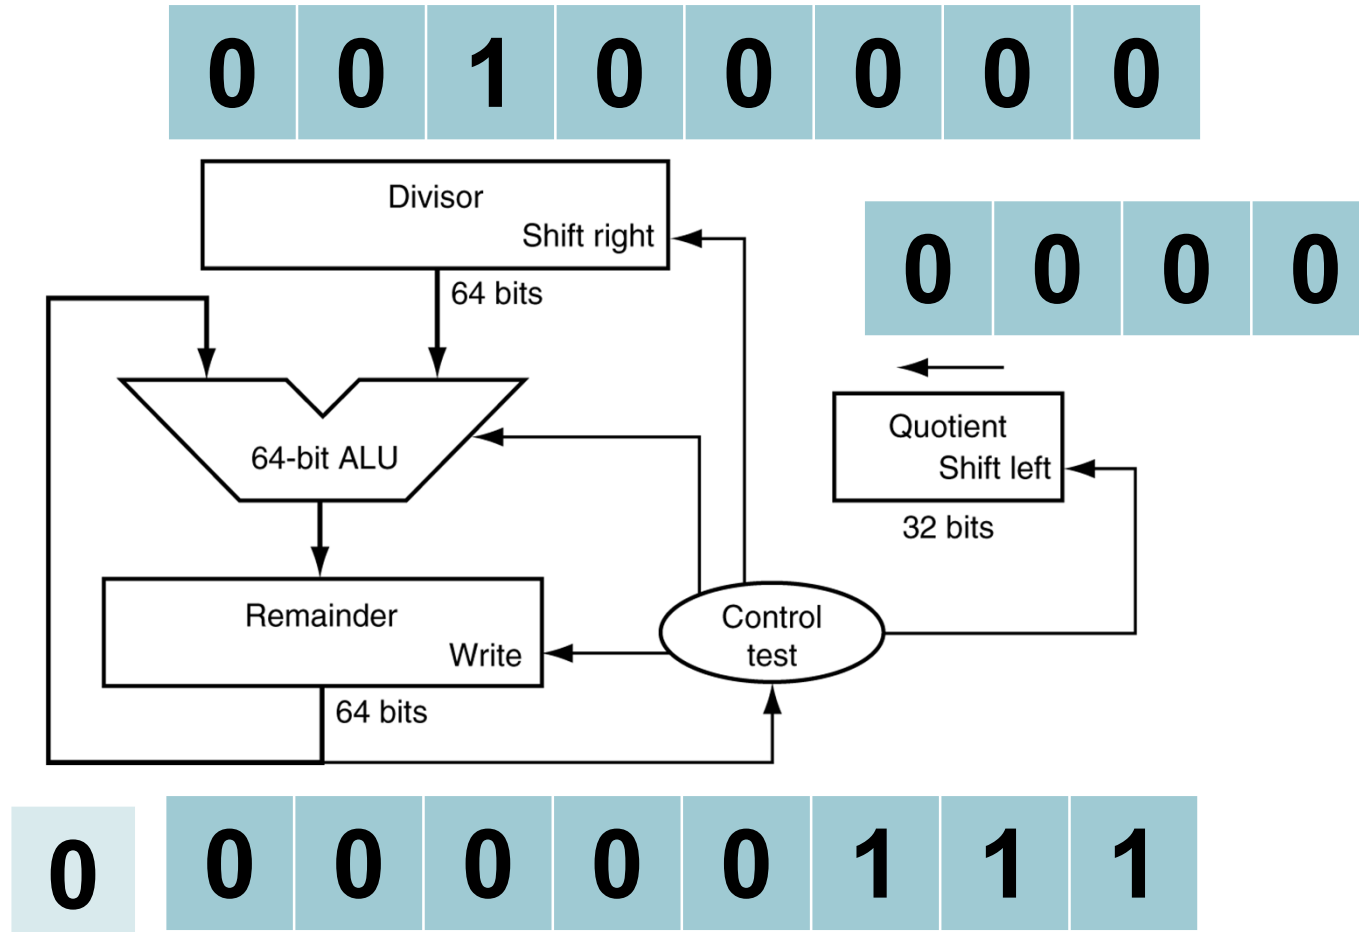 0 0 1 0 0 0 0 0
Divisor
Shift right
64 bits
0 0 0 0
64-bit ALU
Quotient
Shift left
32 bits
Remainder
Write
Control
test
64 bits
0 0 0 0 0 0 1 1 1